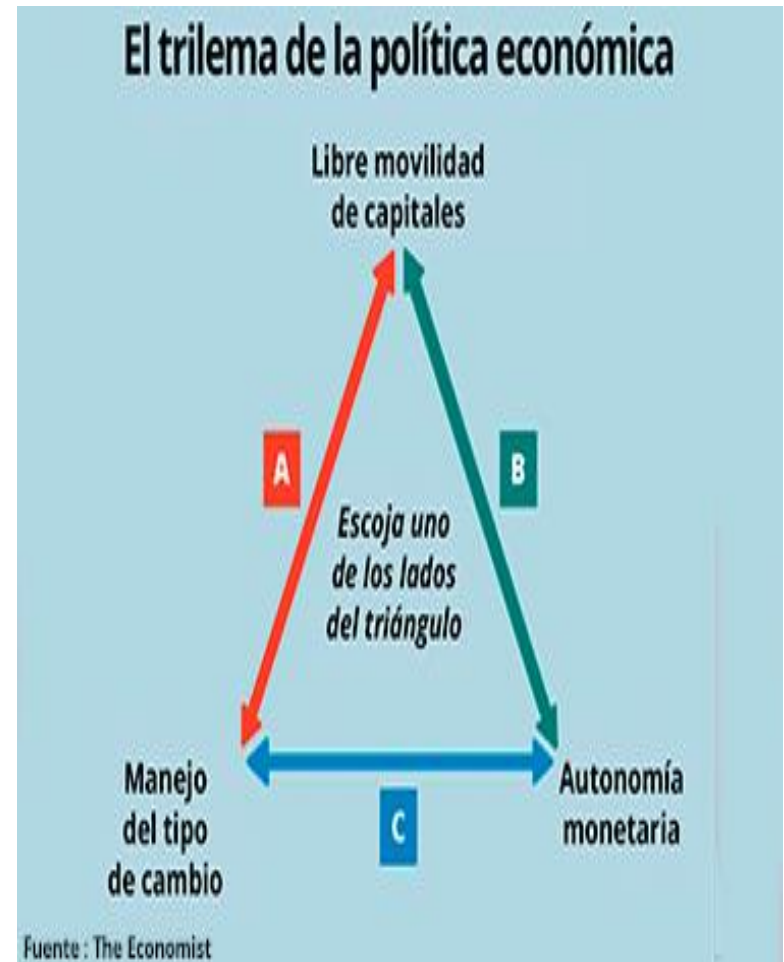 El trilema de la política económica
Libre movilidad
de capitales
A
B
Escoja uno
de los lados
del triángulo
Manejo
del tipo
de cambio
C
Autonomía
monetaria
Fuente : The Economist